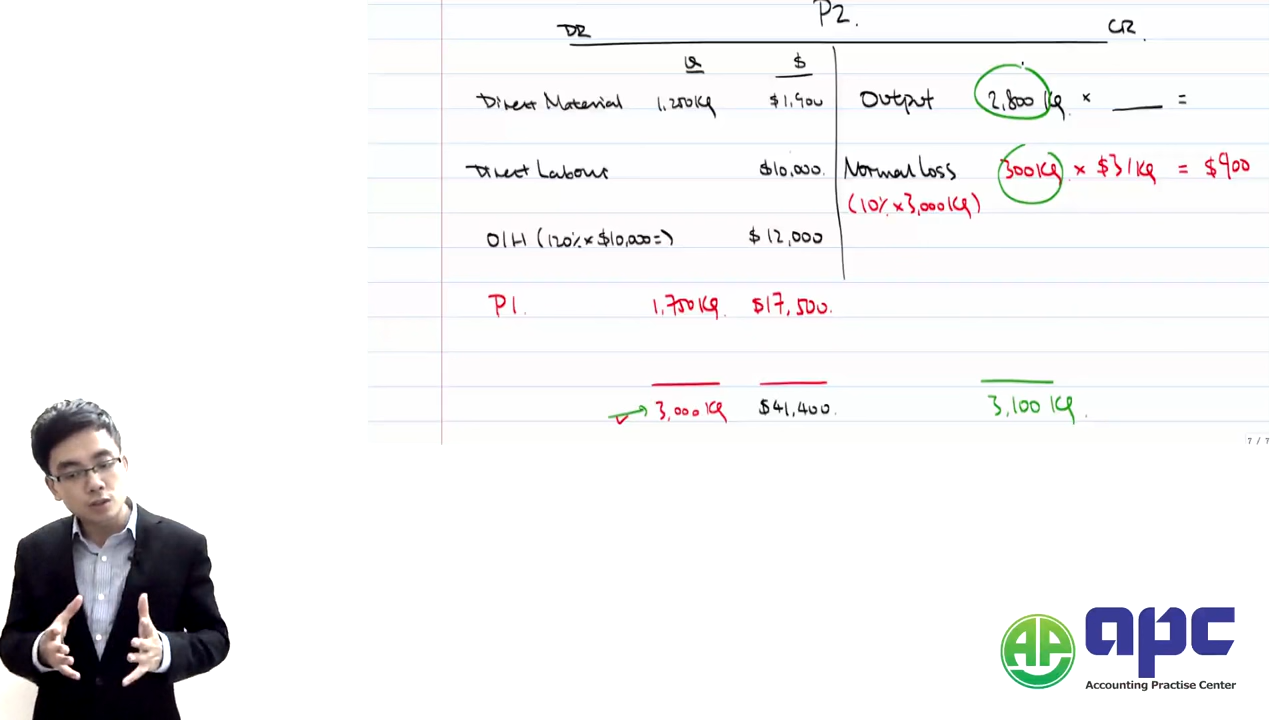 P2.
DR CR.
Q $
Direct Material 1,250Kg $1,900 Output 2,800 Kg × ____ =
Direct Labour $10,000. Normal Loss 300Kg × $3/Kg = $900
(10% × 3,000Kg)
O/H (120% × $10,000=) $12,000
P1. 1,750Kg $17,500.
3,000Kg $41,400. 3,100 Kg.
7 / 7
AP apc
Accounting Practise Center